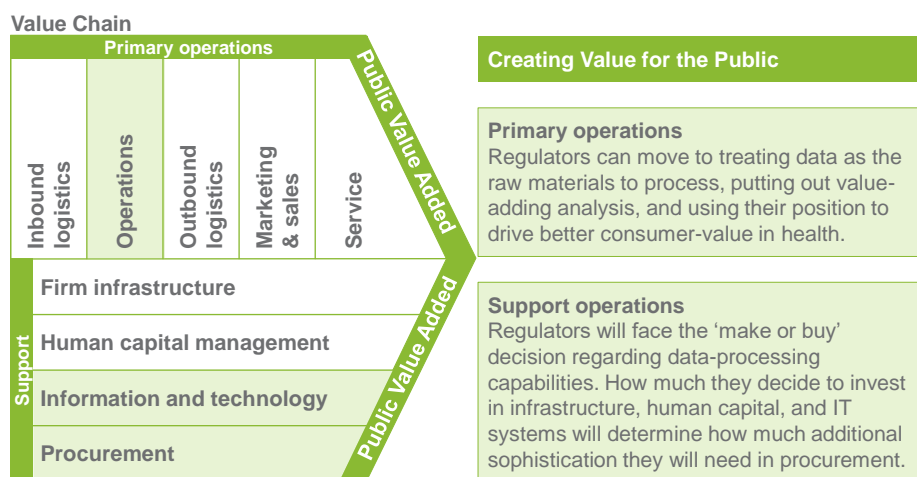 Value Chain
Primary operations
Inbound
logistics
Operations
Outbound
logistics
Marketing
& sales
Service
Public Value Added
Support
Firm infrastructure
Human capital management
Information and technology
Procurement
Public Value Added
Creating Value for the Public
Primary operations
Regulators can move to treating data as the
raw materials to process, putting out value-
adding analysis, and using their position to
drive better consumer-value in health.
Support operations
Regulators will face the ‘make or buy’
decision regarding data-processing
capabilities. How much they decide to invest
in infrastructure, human capital, and IT
systems will determine how much additional
sophistication they will need in procurement.